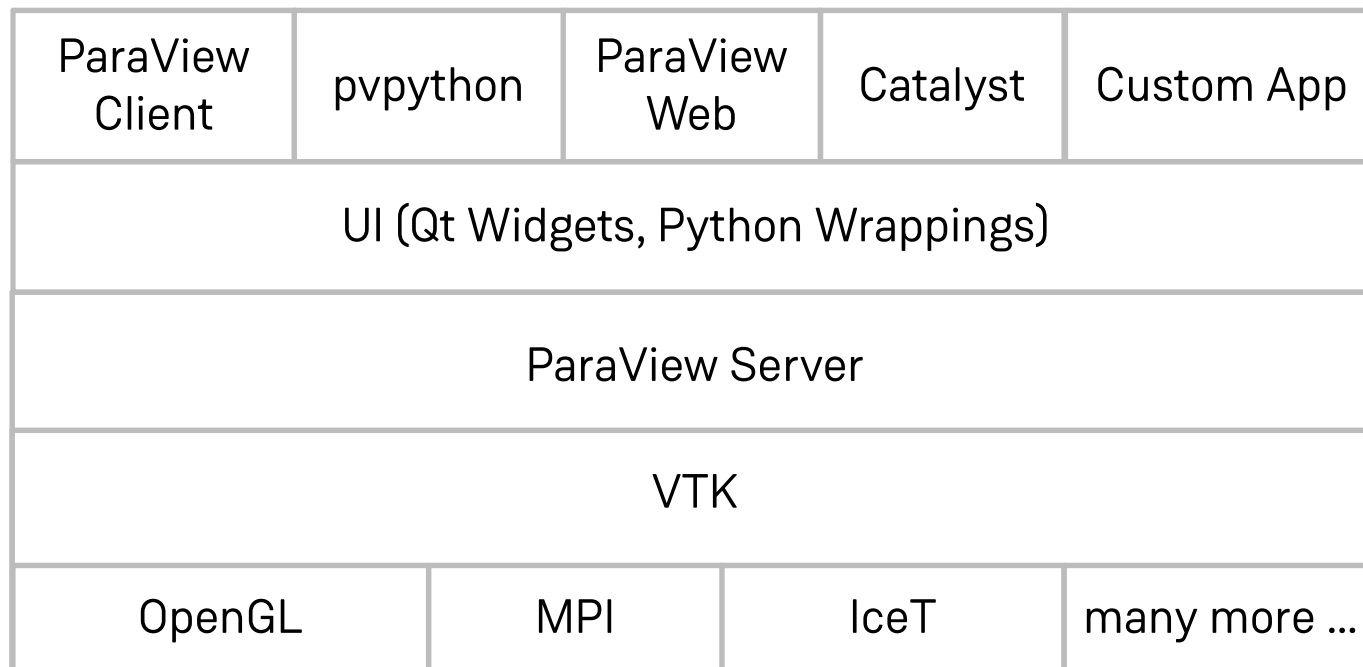 ParaView
Client
pvpython
ParaView
Web
Catalyst
Custom App
UI (Qt Widgets, Python Wrappings)
ParaView Server
VTK
OpenGL
MPI
IceT
many more ...